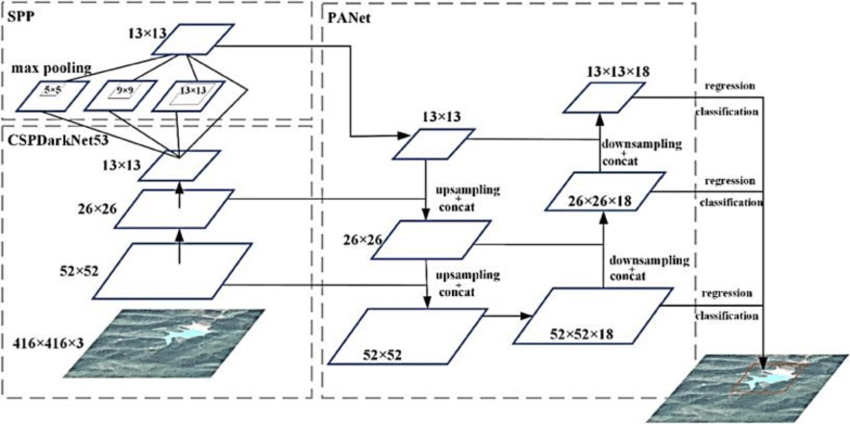 SPP
13×13
max pooling
5×5
9×9
13×13
CSPDarkNet53
13×13
26×26
52×52
416×416×3
PANet
13×13
upsampling
+
concat
26×26
upsampling
+
concat
52×52
13×13×18
downsampling
+
concat
26×26×18
downsampling
+
concat
52×52×18
regression
classification
regression
classification
regression
classification